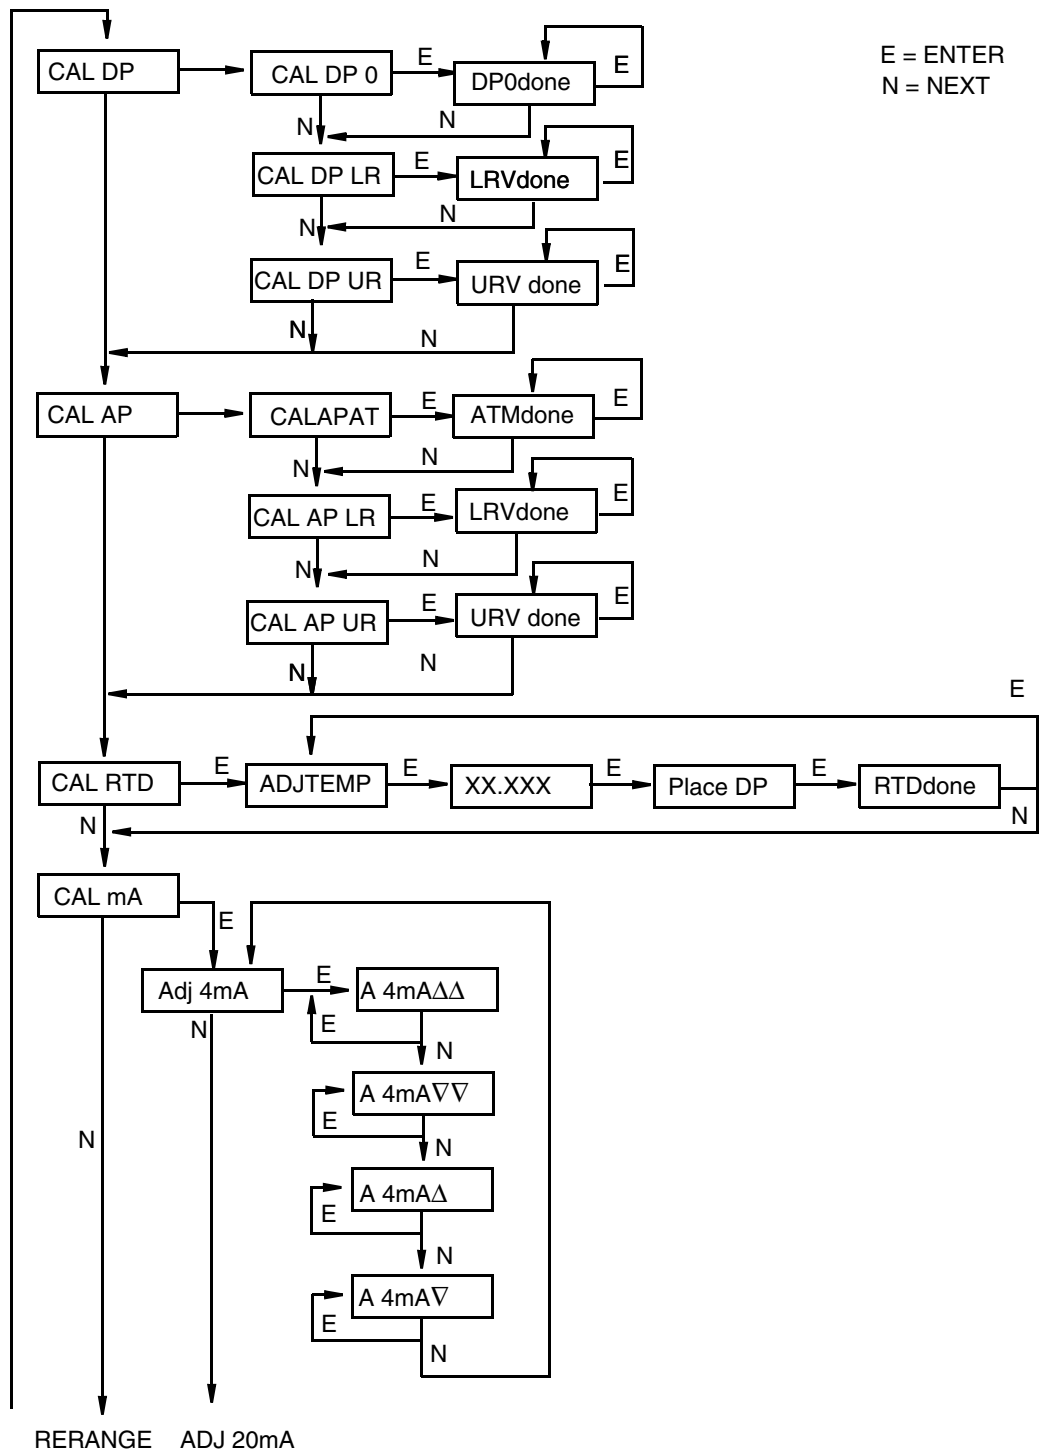 E = ENTER
N = NEXT
CAL DP
CAL DP 0
E
DP0done
E
N
N
CAL DP LR
E
LRVdone
E
N
N
CAL DP UR
E
URV done
E
N
N
CAL AP
CALAPAT
E
ATMdone
E
N
N
CAL AP LR
E
LRVdone
E
N
N
CAL AP UR
E
URV done
E
N
N
E
CAL RTD
E
ADJTEMP
E
XX.XXX
E
Place DP
E
RTDdone
N
N
CAL mA
E
Adj 4mA
E
A 4mA∆∆
N
E
N
A 4mA∇∇
E
N
N
A 4mA∆
E
N
A 4mA∇
E
N
RERANGE
ADJ 20mA